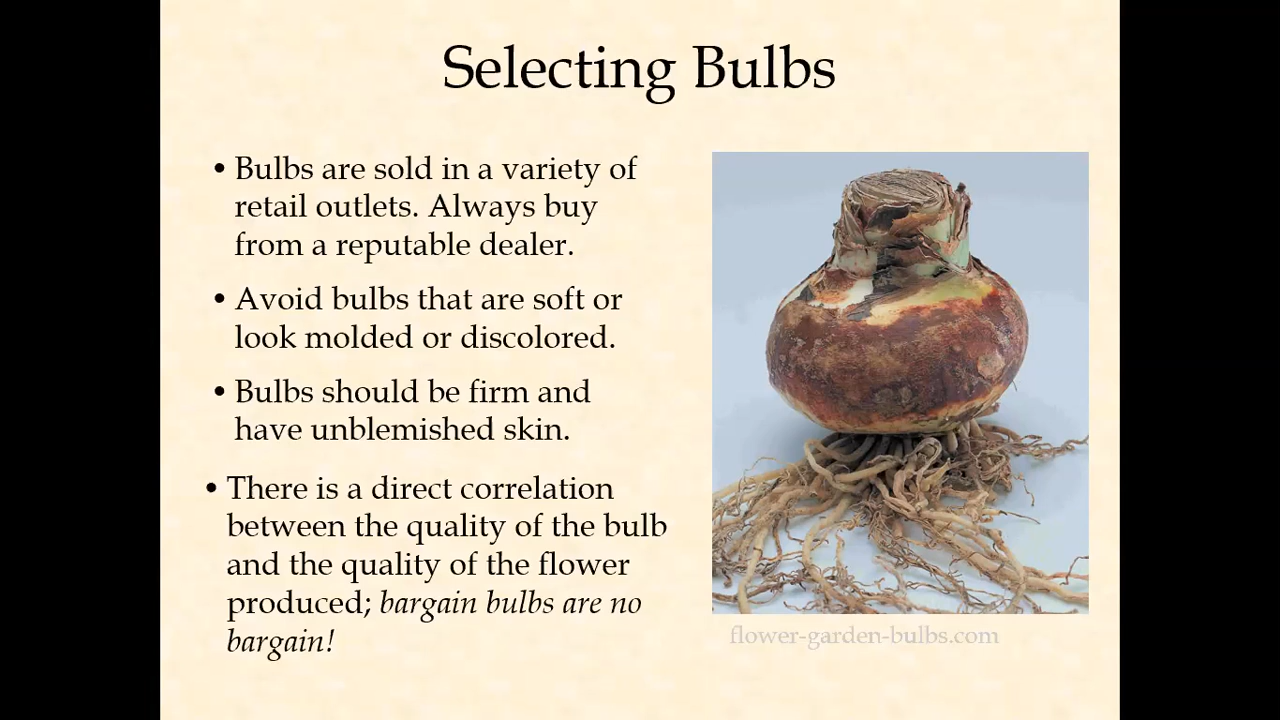 Selecting Bulbs
• Bulbs are sold in a variety of
retail outlets. Always buy
from a reputable dealer.
• Avoid bulbs that are soft or
look molded or discolored.
• Bulbs should be firm and
have unblemished skin.
• There is a direct correlation
between the quality of the bulb
and the quality of the flower
produced; bargain bulbs are no
bargain!
flower-garden-bulbs.com